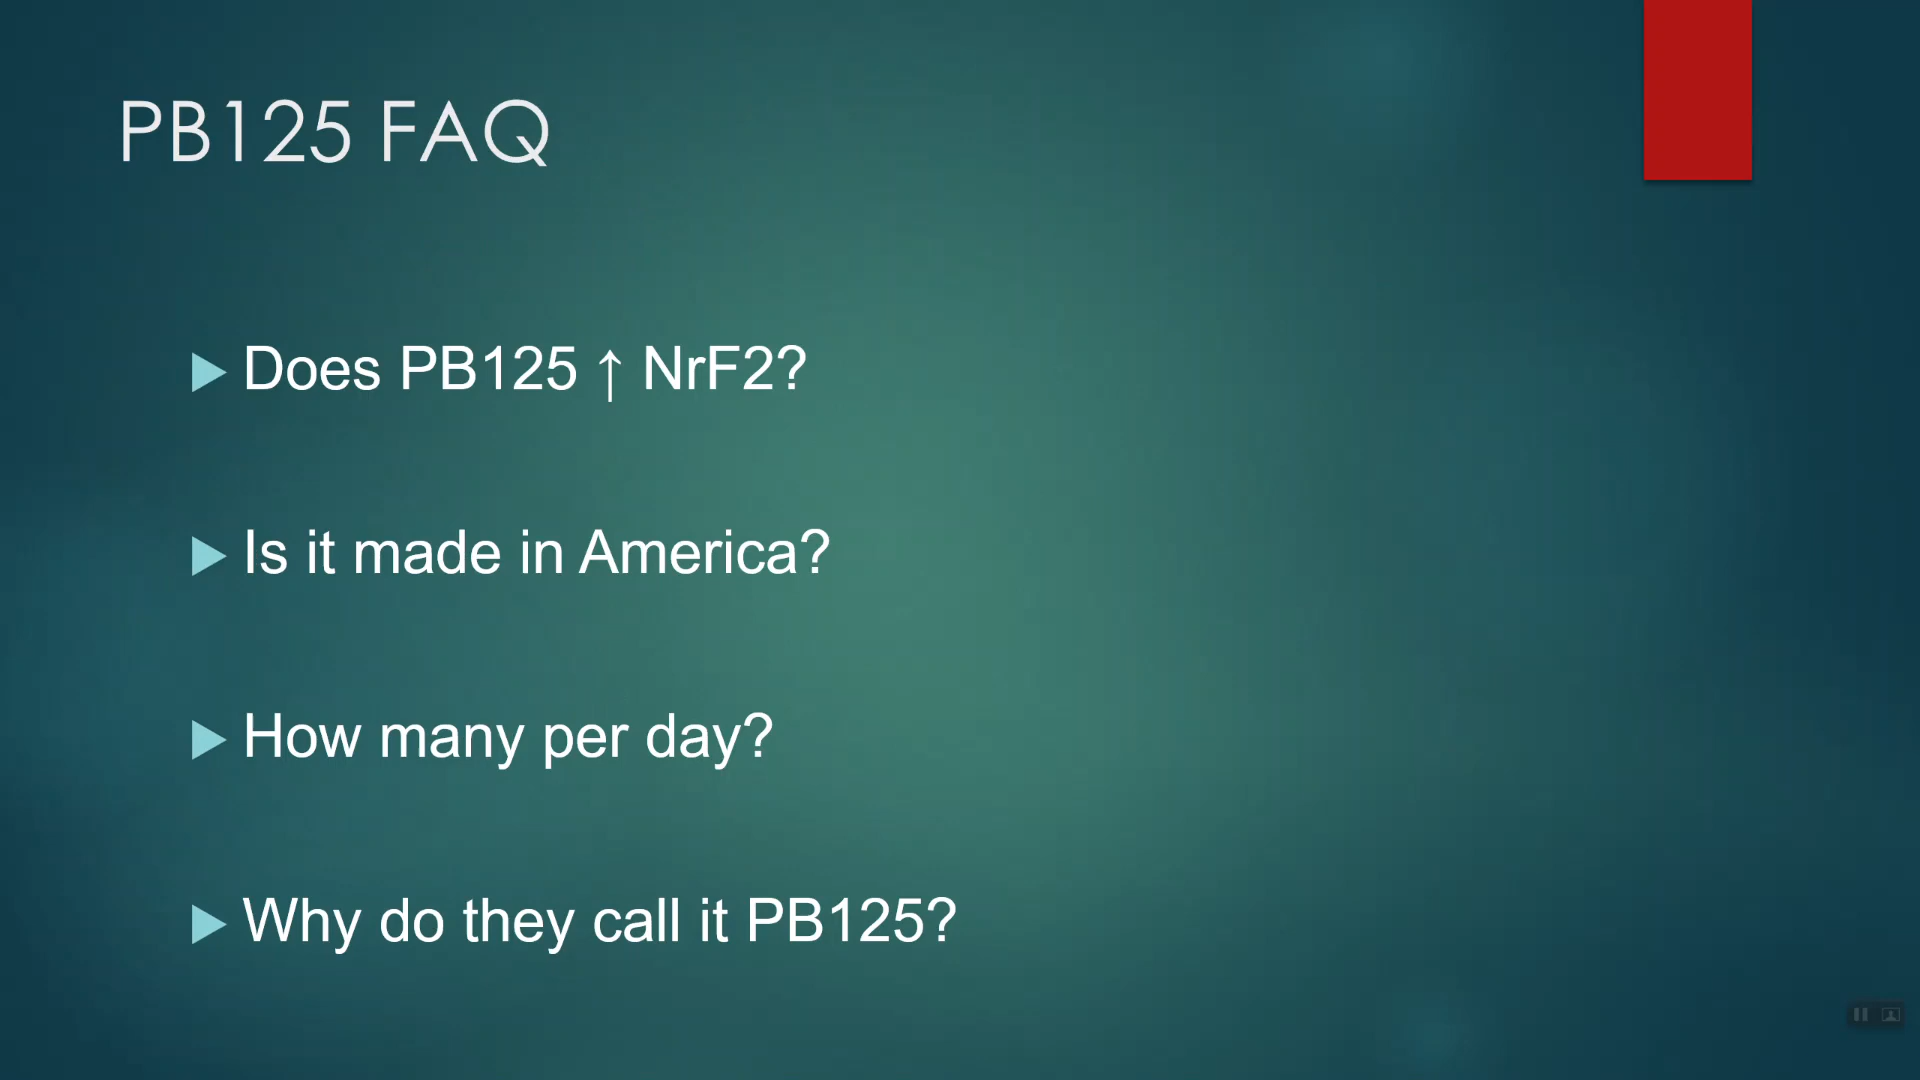 PB125 FAQ
Does PB125 ↑ NrF2?
Is it made in America?
How many per day?
Why do they call it PB125?